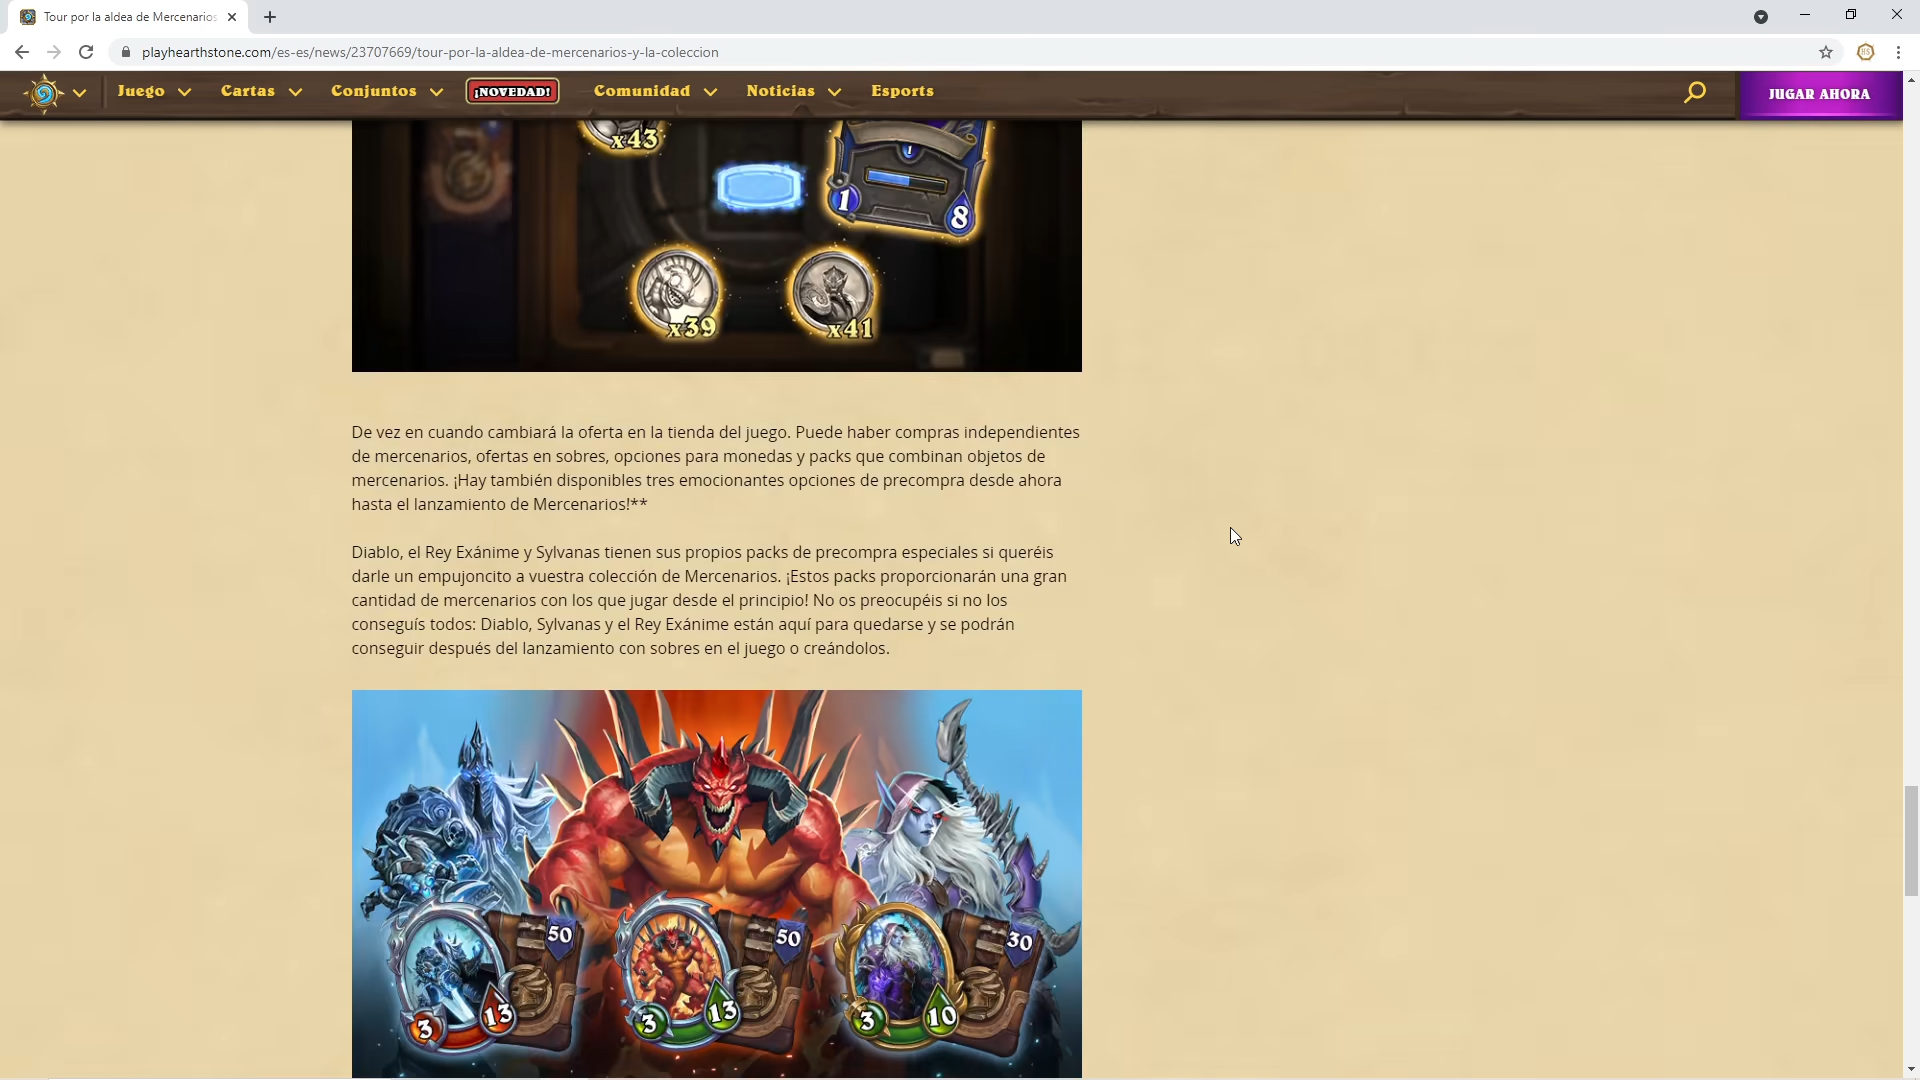 Tour por la aldea de Mercenarios
playhearthstone.com/es-es/news/23707669/tour-por-la-aldea-de-mercenarios-y-la-coleccion
HS
Juego
Cartas
Conjuntos
¡NOVEDAD!
Comunidad
Noticias
Esports
JUGAR AHORA
x43
1
1
8
x39
x41
De vez en cuando cambiará la oferta en la tienda del juego. Puede haber compras independientes
de mercenarios, ofertas en sobres, opciones para monedas y packs que combinan objetos de
mercenarios. ¡Hay también disponibles tres emocionantes opciones de precompra desde ahora
hasta el lanzamiento de Mercenarios!**
Diablo, el Rey Exánime y Sylvanas tienen sus propios packs de precompra especiales si queréis
darle un empujoncito a vuestra colección de Mercenarios. ¡Estos packs proporcionarán una gran
cantidad de mercenarios con los que jugar desde el principio! No os preocupéis si no los
conseguís todos: Diablo, Sylvanas y el Rey Exánime están aquí para quedarse y se podrán
conseguir después del lanzamiento con sobres en el juego o creándolos.
50
50
30
3
13
3
13
3
10